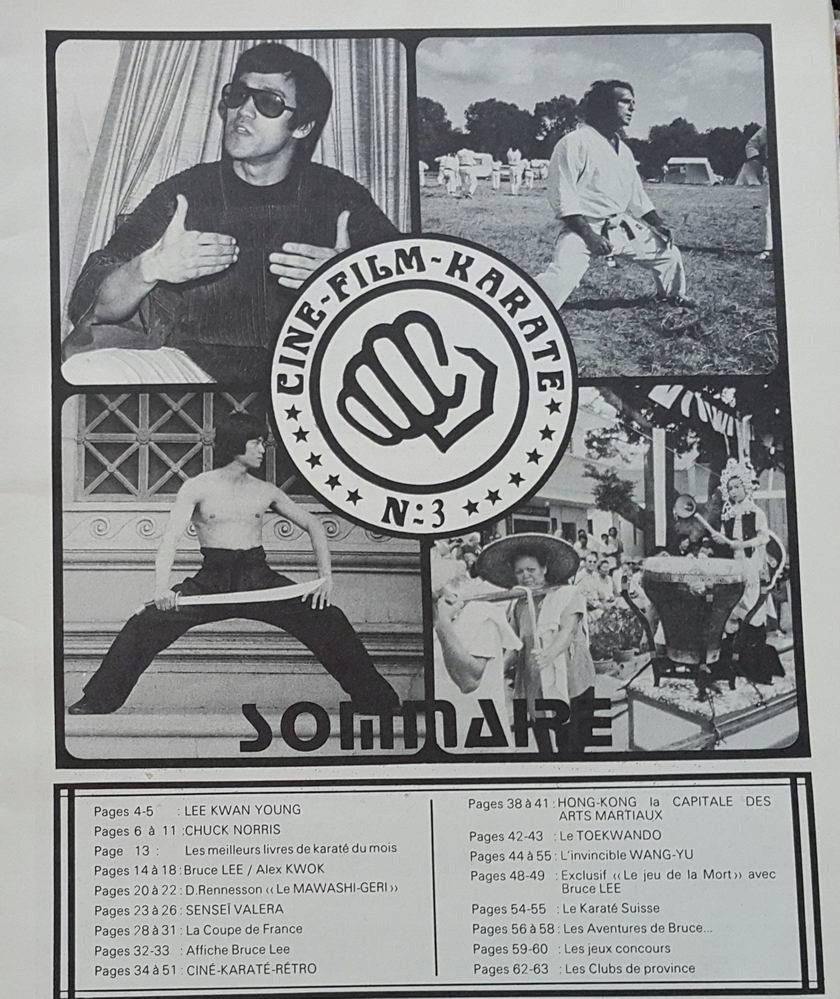 CINE-FILM-KARATE
N:3
SOMMAIRE
Pages 4-5 : LEE KWAN YOUNG
Pages 6 à 11 :CHUCK NORRIS
Page 13 : Les meilleurs livres de karaté du mois
Pages 14 à 18:Bruce LEE / Alex KWOK
Pages 20 à 22: D.Rennesson ‹‹ Le MAWASHI-GERI ››
Pages 23 à 26 : SENSEÏ VALERA
Pages 28 à 31 : La Coupe de France
Pages 32-33 : Affiche Bruce Lee
Pages 34 à 51 : CINÉ-KARATÉ-RÉTRO
Pages 38 à 41 : HONG-KONG la CAPITALE DES
ARTS MARTIAUX
Pages 42-43 : Le TOEKWANDO
Pages 44 à 55 : L'invincible WANG-YU
Pages 48-49 : Exclusif ‹‹ Le jeu de la Mort ›› avec
Bruce LEE
Pages 54-55 : Le Karaté Suisse
Pages 56 à 58 : Les Aventures de Bruce...
Pages 59-60 : Les jeux concours
Pages 62-63 : Les Clubs de province